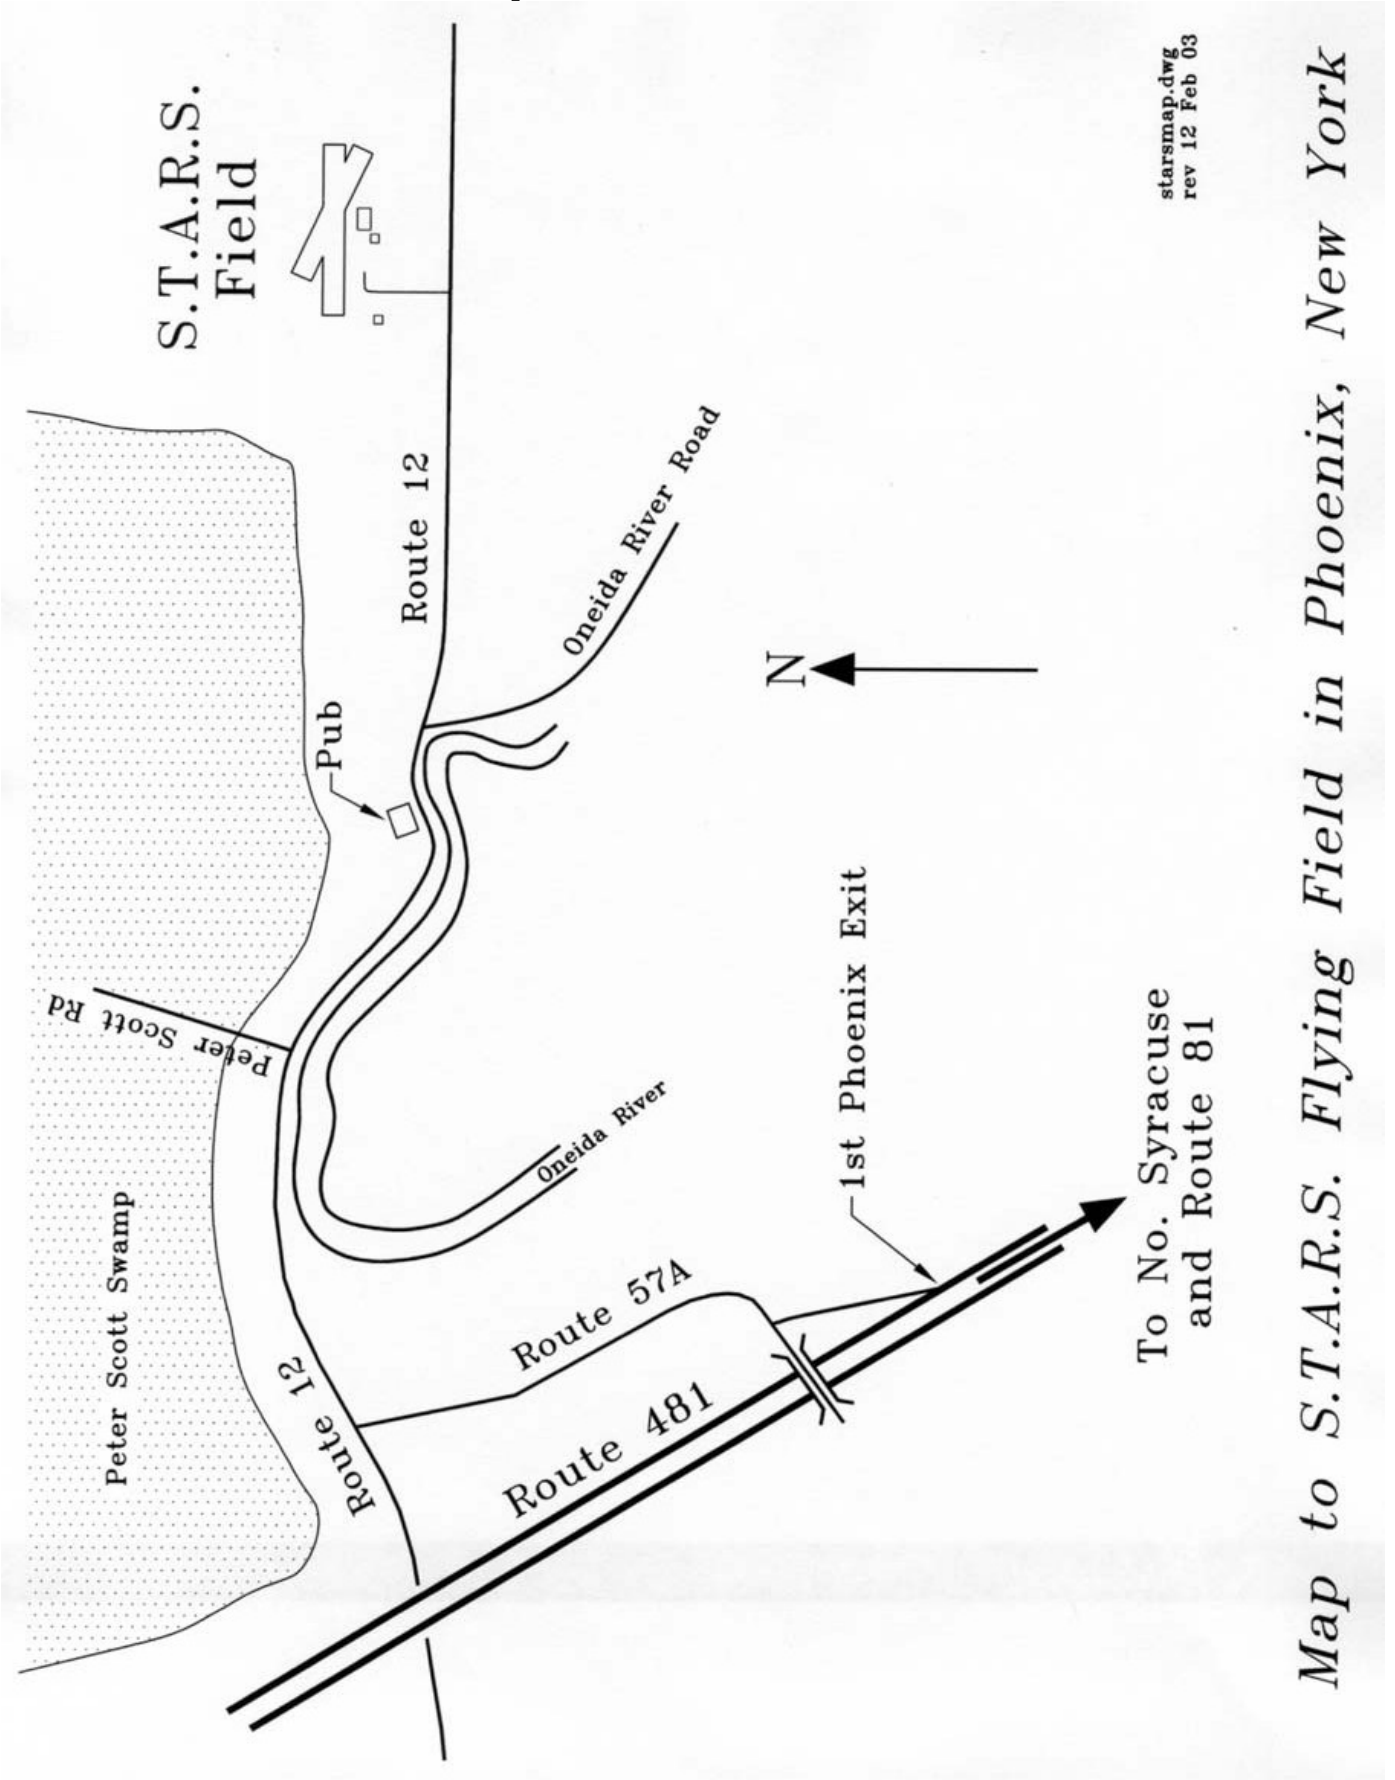 S.T.A.R.S.
Field
Peter Scott Swamp
Peter Scott Rd
Pub
Route 12
Route 12
Oneida River Road
Oneida River
Route 57A
Route 481
N
1st Phoenix Exit
To No. Syracuse
and Route 81
starsmap.dwg
rev 12 Feb 03
Map to S.T.A.R.S. Flying Field in Phoenix, New York